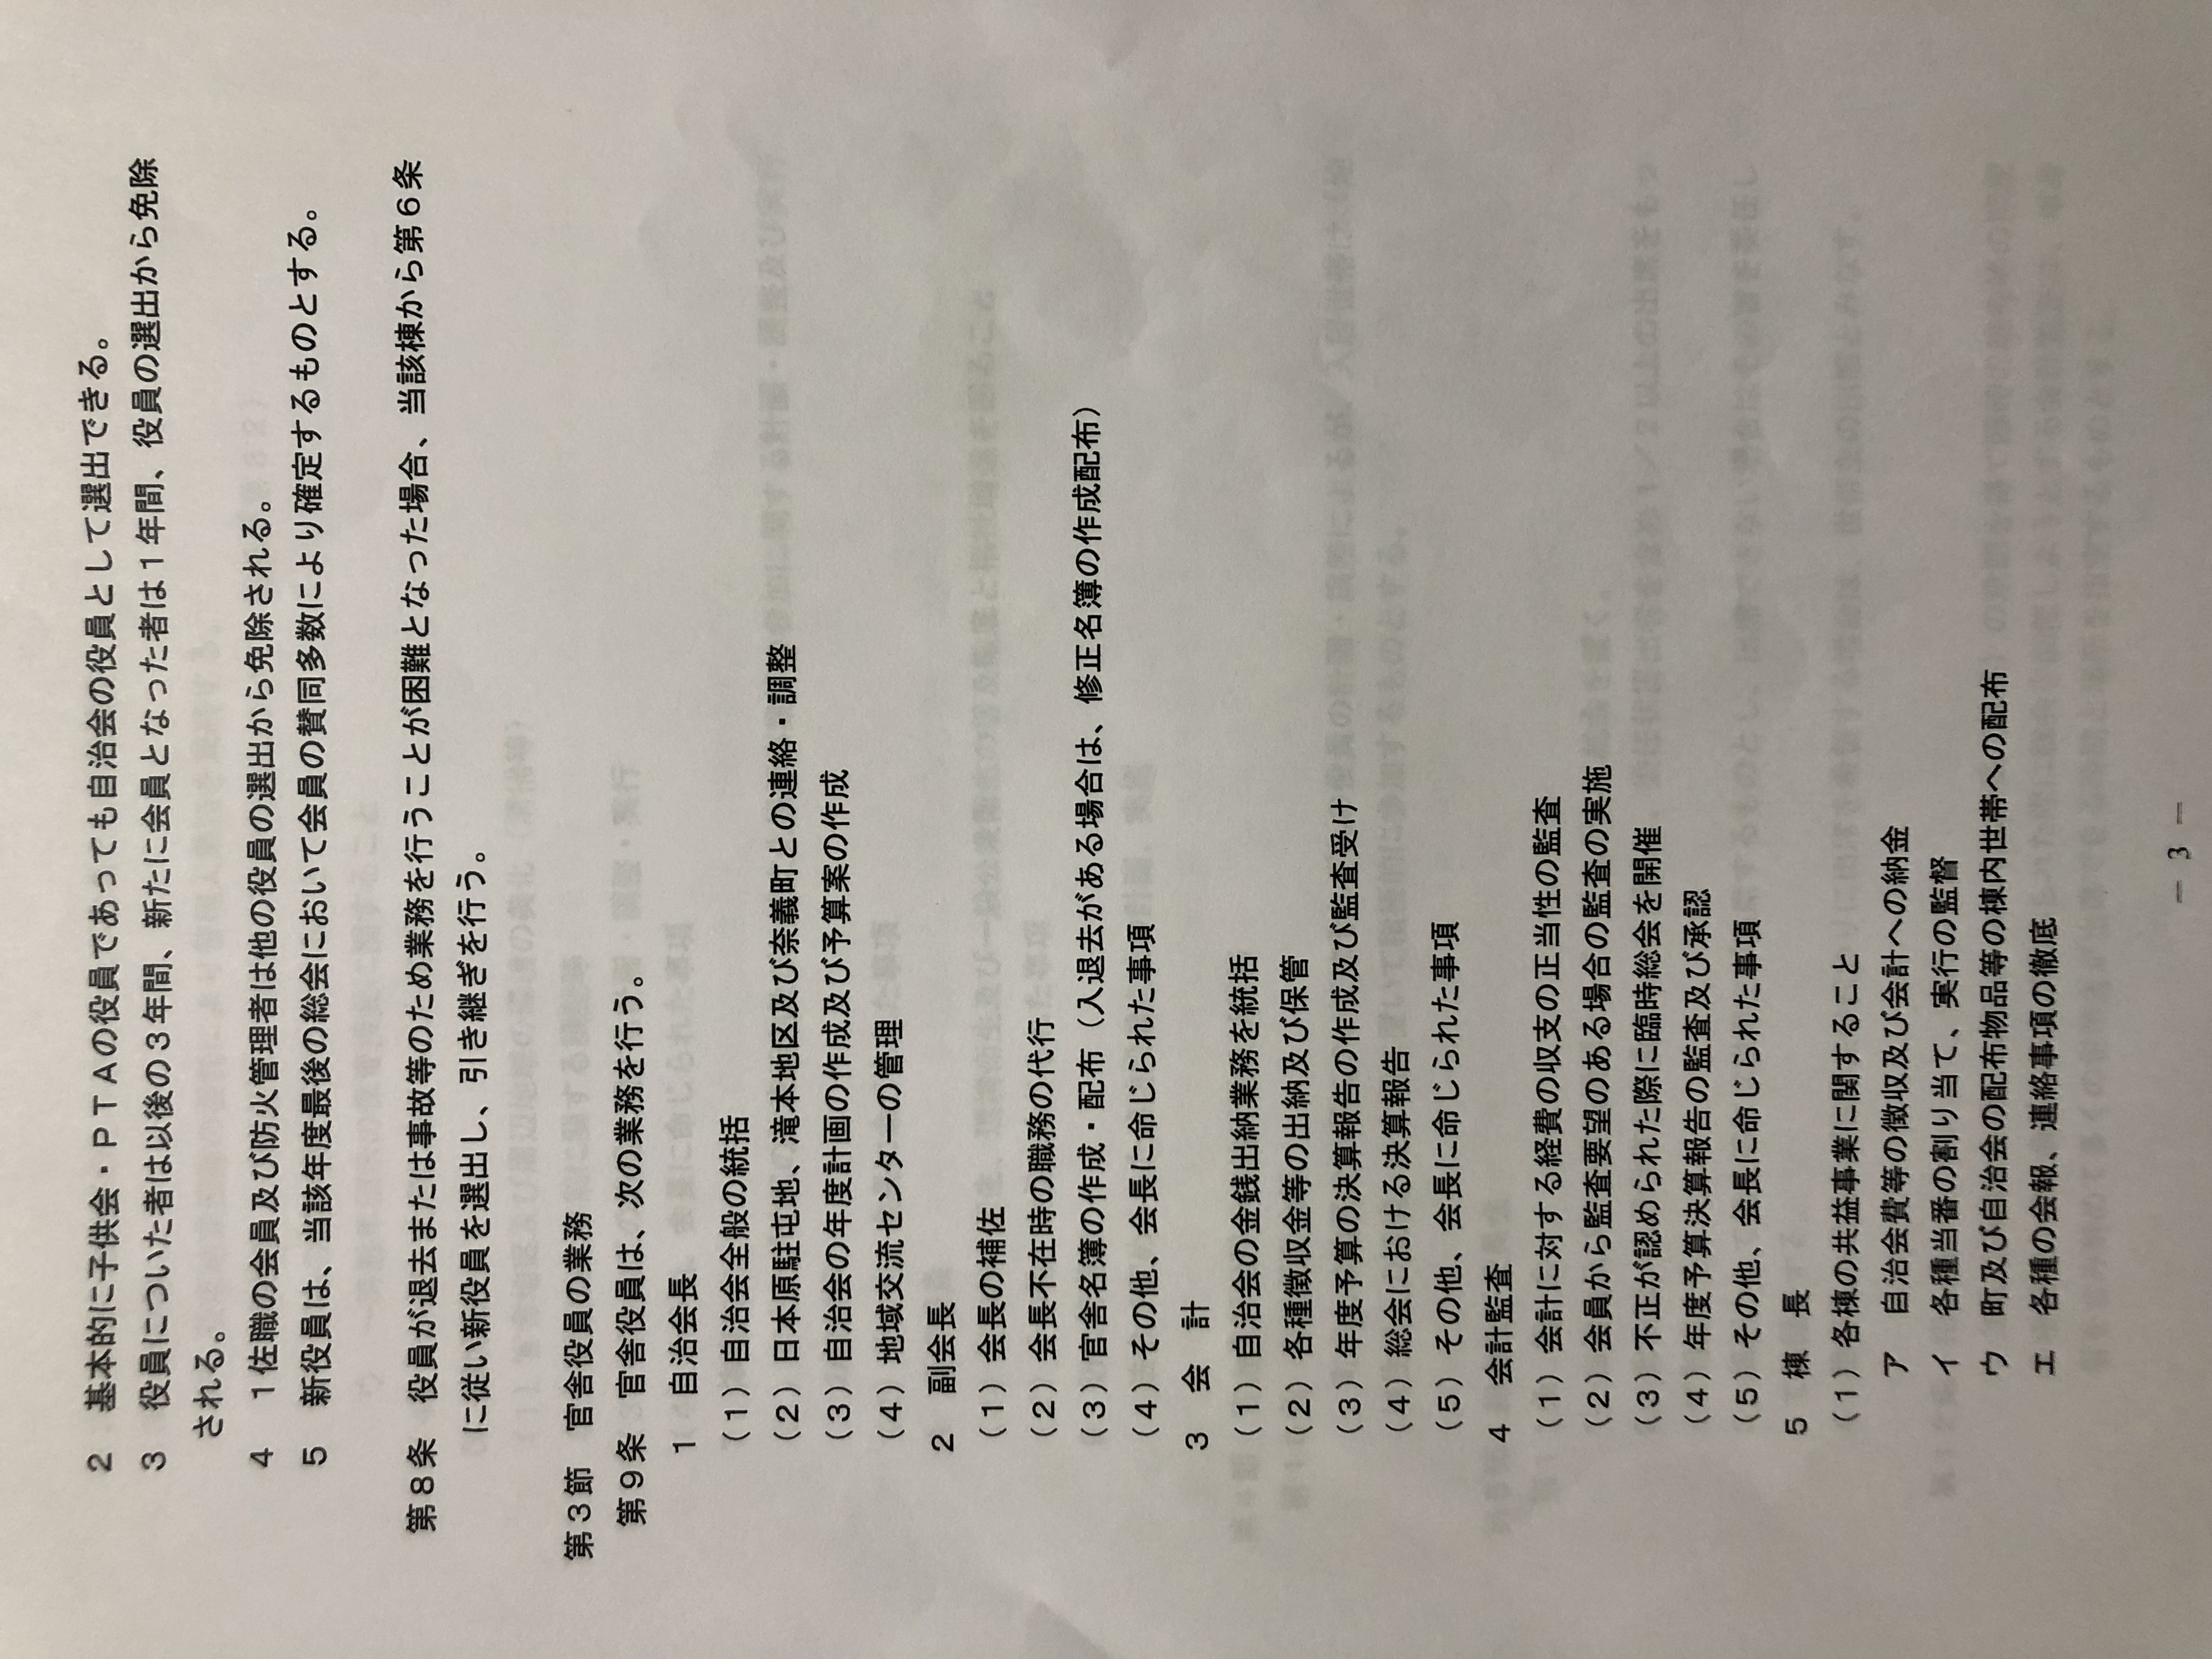 ２　基本的に子供会・ＰＴＡの役員であっても自治会の役員として選出できる。
３　役員についた者は以後の３年間、新たに会員となった者は１年間、役員の選出から免除
される。
４　１佐職の会員及び防火管理者は他の役員の選出から免除される。
５　新役員は、当該年度最後の総会において会員の賛同多数により確定するものとする。
第８条　役員が退去または事故等のため業務を行うことが困難となった場合、当該棟から第６条
に従い新役員を選出し、引き継ぎを行う。
第３節　官舎役員の業務
第９条　官舎役員は、次の業務を行う。
１　自治会長
（１）自治会全般の統括
（２）日本原駐屯地、滝本地区及び奈義町との連絡・調整
（３）自治会の年度計画の作成及び予算案の作成
（４）地域交流センターの管理
２　副会長
（１）会長の補佐
（２）会長不在時の職務の代行
（３）官舎名簿の作成・配布（入退去がある場合は、修正名簿の作成配布）
（４）その他、会長に命じられた事項
３　会　計
（１）自治会の金銭出納業務を統括
（２）各種徴収金等の出納及び保管
（３）年度予算の決算報告の作成及び監査受け
（４）総会における決算報告
（５）その他、会長に命じられた事項
４　会計監査
（１）会計に対する経費の収支の正当性の監査
（２）会員から監査要望のある場合の監査の実施
（３）不正が認められた際に臨時総会を開催
（４）年度予算決算報告の監査及び承認
（５）その他、会長に命じられた事項
５　棟　長
（１）各棟の共益事業に関すること
ア　自治会費等の徴収及び会計への納金
イ　各種当番の割り当て、実行の監督
ウ　町及び自治会の配布物品等の棟内世帯への配布
エ　各種の会報、連絡事項の徹底
― 3 ―